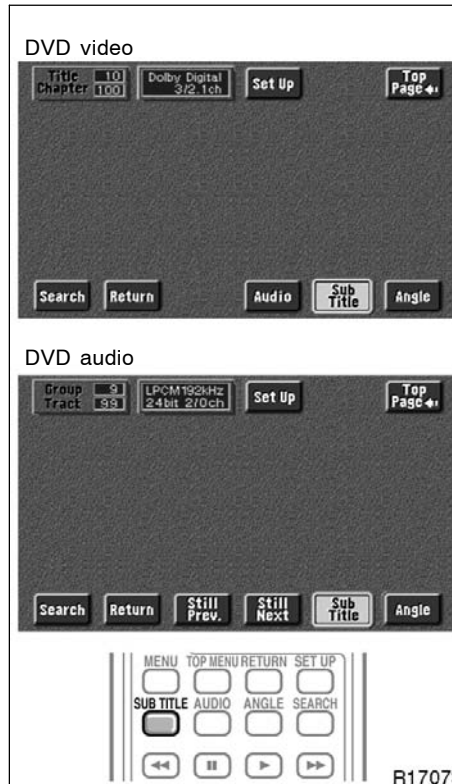 DVD video
Title 10 Dolby Digital Set Up Top
Chapter 100 3/2.1ch Page
Search Return Audio Sub Title Angle
DVD audio
Group 9 LPCM192kHz Set Up Top
Tract 99 24bit 2/0ch Page
Search Return Still Prev. Still Next Sub Title Angle
MENU TOP MENU RETURN SET UP
SUB TITLE AUDIO ANGLE SEARCH